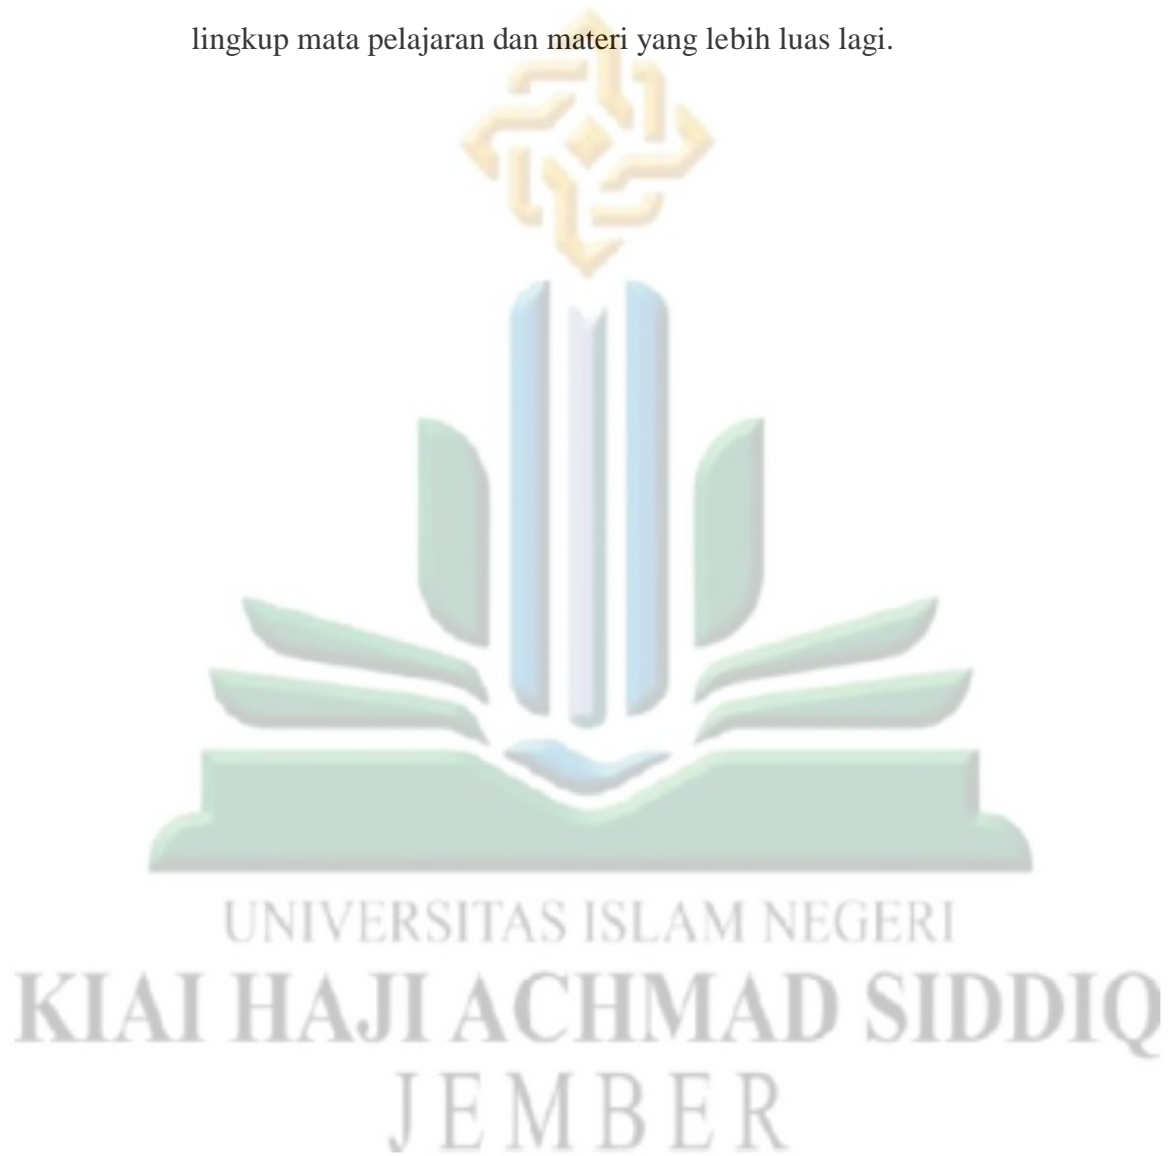 lingkup mata pelajaran dan materi yang lebih luas lagi.
UNIVERSITAS ISLAM NEGERI
KIAI HAJI ACHMAD SIDDIQ
JEMBER